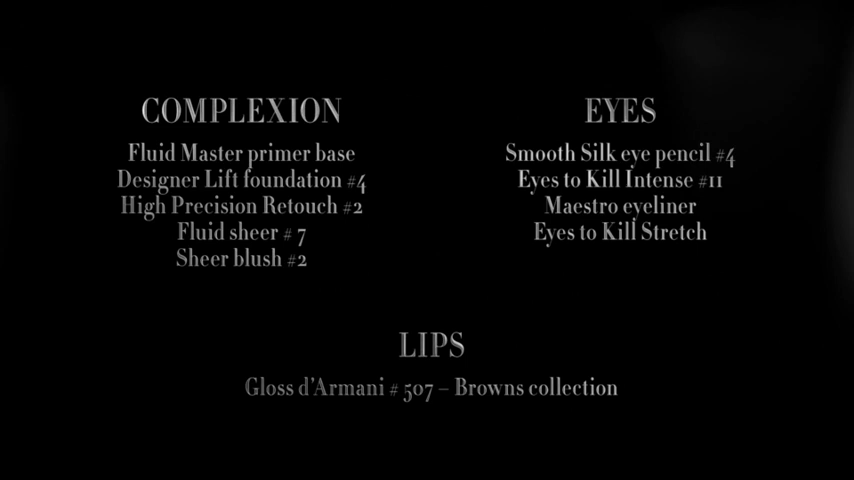 COMPLEXION
Fluid Master primer base
Designer Lift foundation #4
High Precision Retouch #2
Fluid sheer # 7
Sheer blush #2
EYES
Smooth Silk eye pencil #4
Eyes to Kill Intense #11
Maestro eyeliner
Eyes to Kill Stretch
LIPS
Gloss d'Armani # 507 – Browns collection